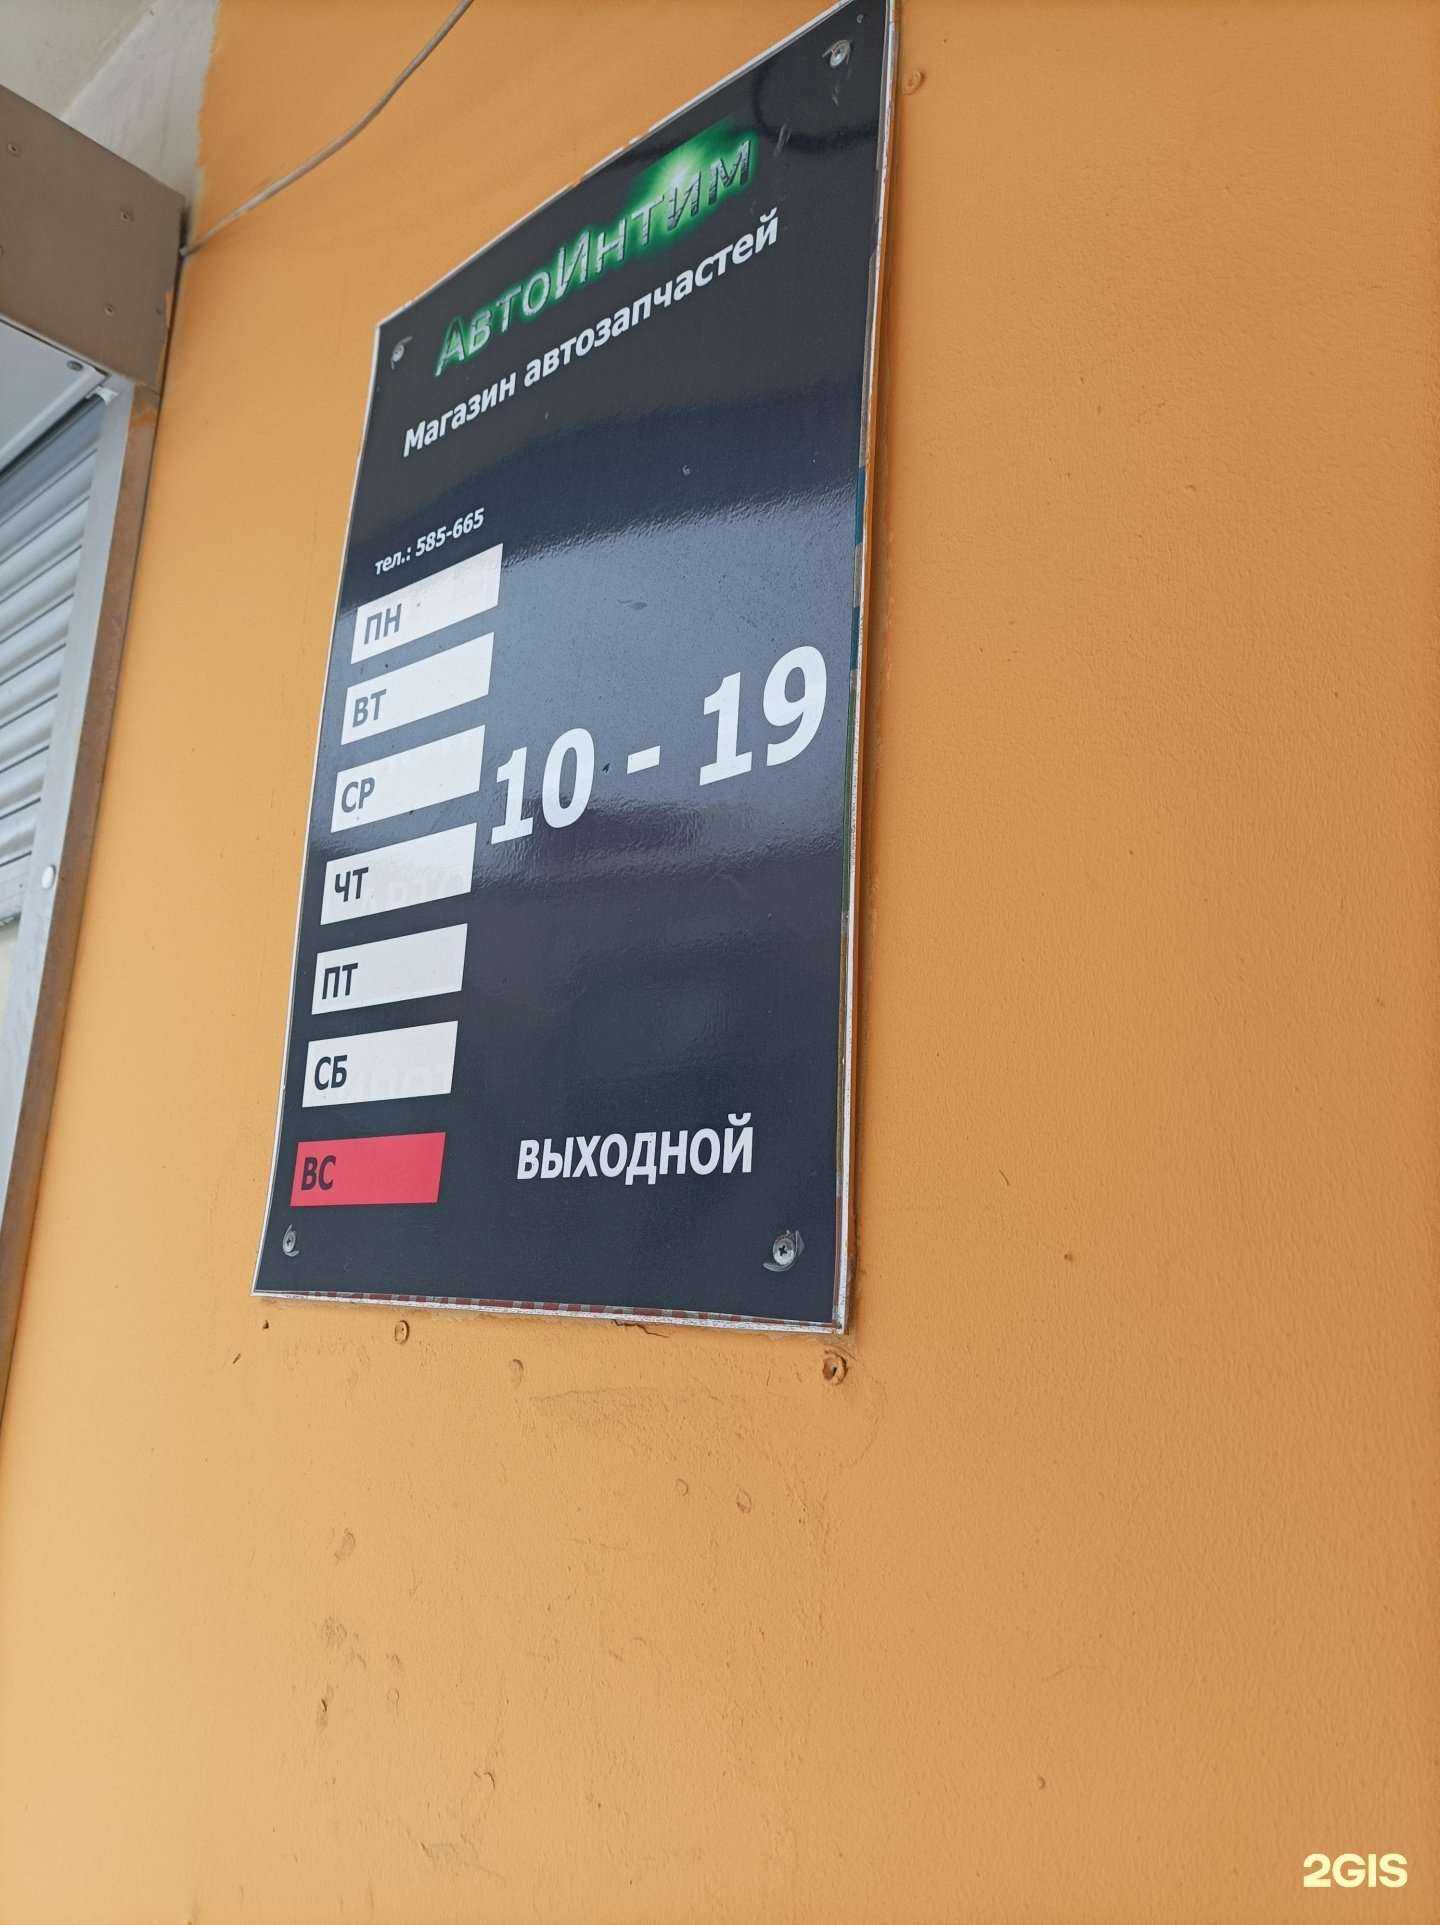 АвтоИнтим
Магазин автозапчастей
тел.: 585-665
ПН
ВТ
СР
10 - 19
ЧТ
ПТ
СБ
ВС ВЫХОДНОЙ
2GIS